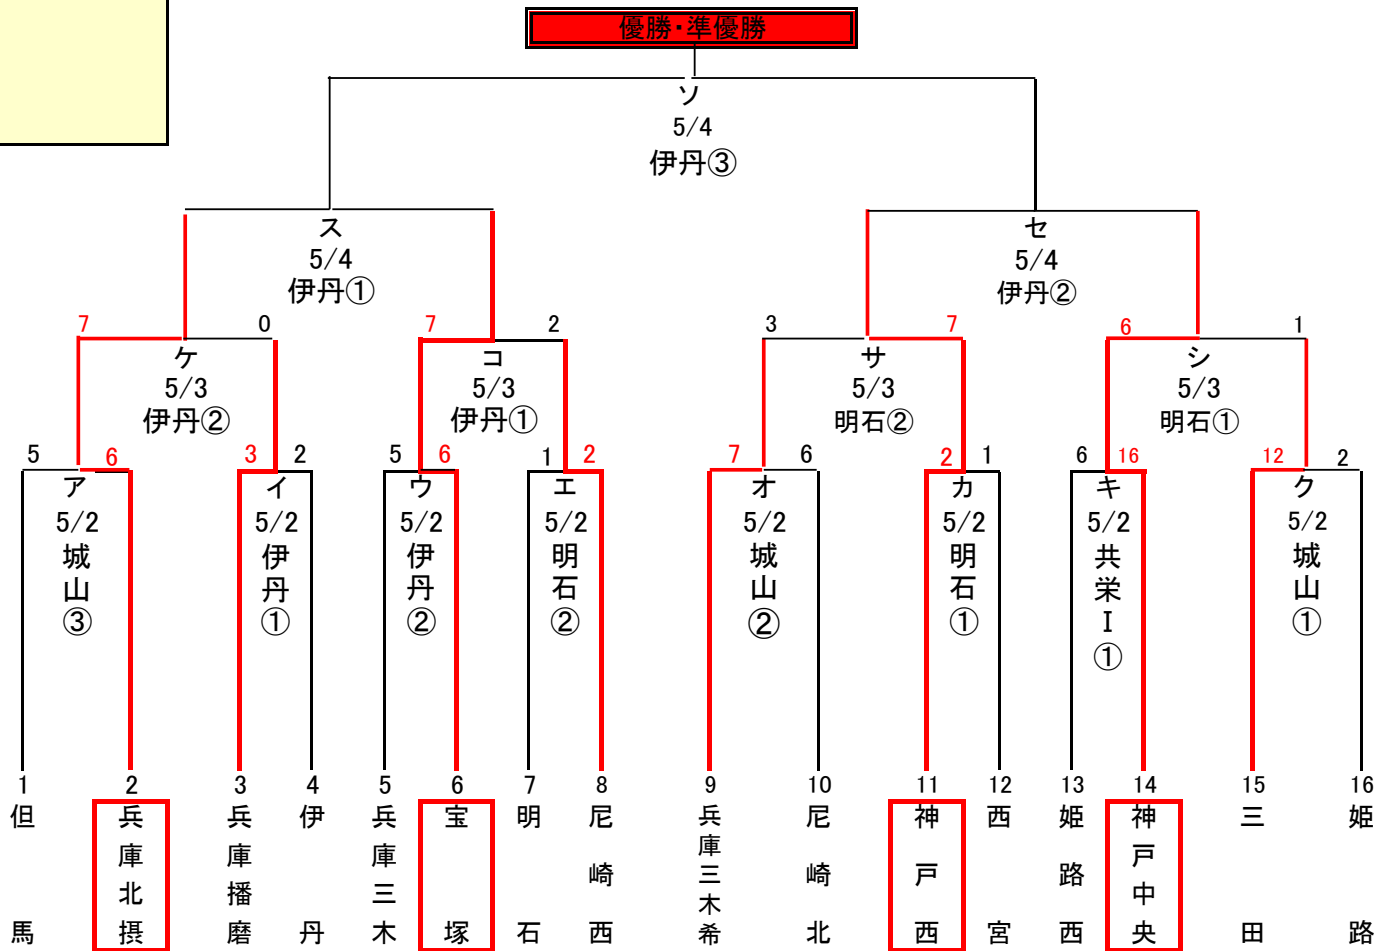 優勝・準優勝
ソ
5/4
伊丹③
ス
5/4
伊丹①
セ
5/4
伊丹②
7 0 7 2 3 7 6 1
ケ
5/3
伊丹②
コ
5/3
伊丹①
サ
5/3
明石②
シ
5/3
明石①
5 6 3 2 5 6 1 2 7 6 2 1 6 16 12 2
ア
5/2
城山③
イ
5/2
伊丹①
ウ
5/2
伊丹②
エ
5/2
明石②
オ
5/2
城山②
カ
5/2
明石①
キ
5/2
共栄Ⅰ①
ク
5/2
城山①
1 2 3 4 5 6 7 8 9 10 11 12 13 14 15 16
但馬
兵庫北摂
兵庫播磨
伊丹
兵庫三木
宝塚
明石
尼崎西
兵庫三木希
尼崎北
神戸西
西宮
姫路西
神戸中央
三田
姫路